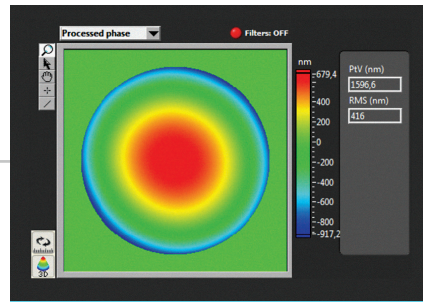 Processed phase
Filters: OFF
nm
679,4
400
200
0
-200
-400
-600
-800
-917,2
PtV (nm)
1596,6
RMS (nm)
416
3D